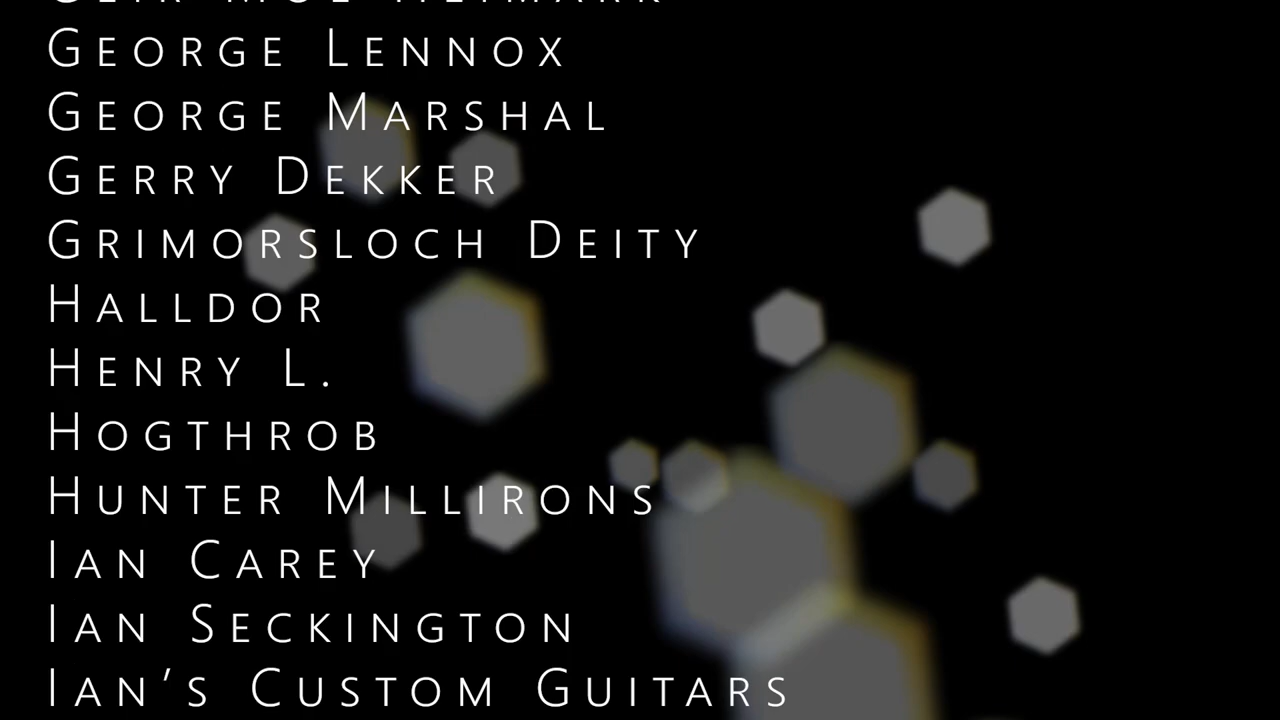 George Lennox
George Marshal
Gerry Dekker
Grimorsloch Deity
Halldor
Henry L.
Hogthrob
Hunter Millirons
Ian Carey
Ian Seckington
Ian's Custom Guitars